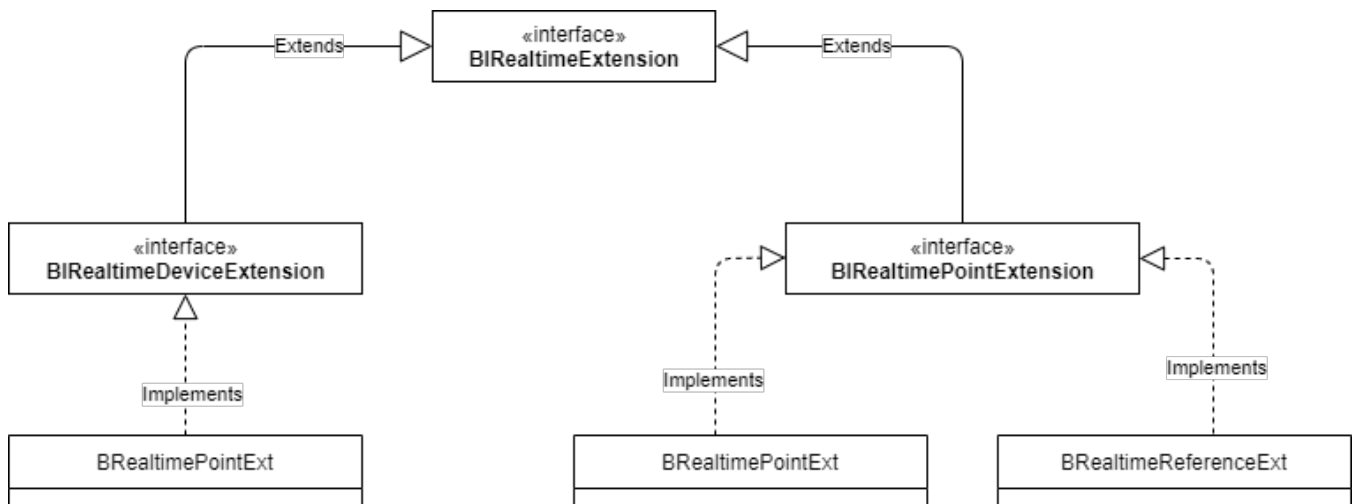 «interface»
BIRealtimeExtension
Extends
Extends
«interface»
BIRealtimeDeviceExtension
«interface»
BIRealtimePointExtension
Implements
Implements
Implements
BRealtimePointExt
BRealtimePointExt
BRealtimeReferenceExt